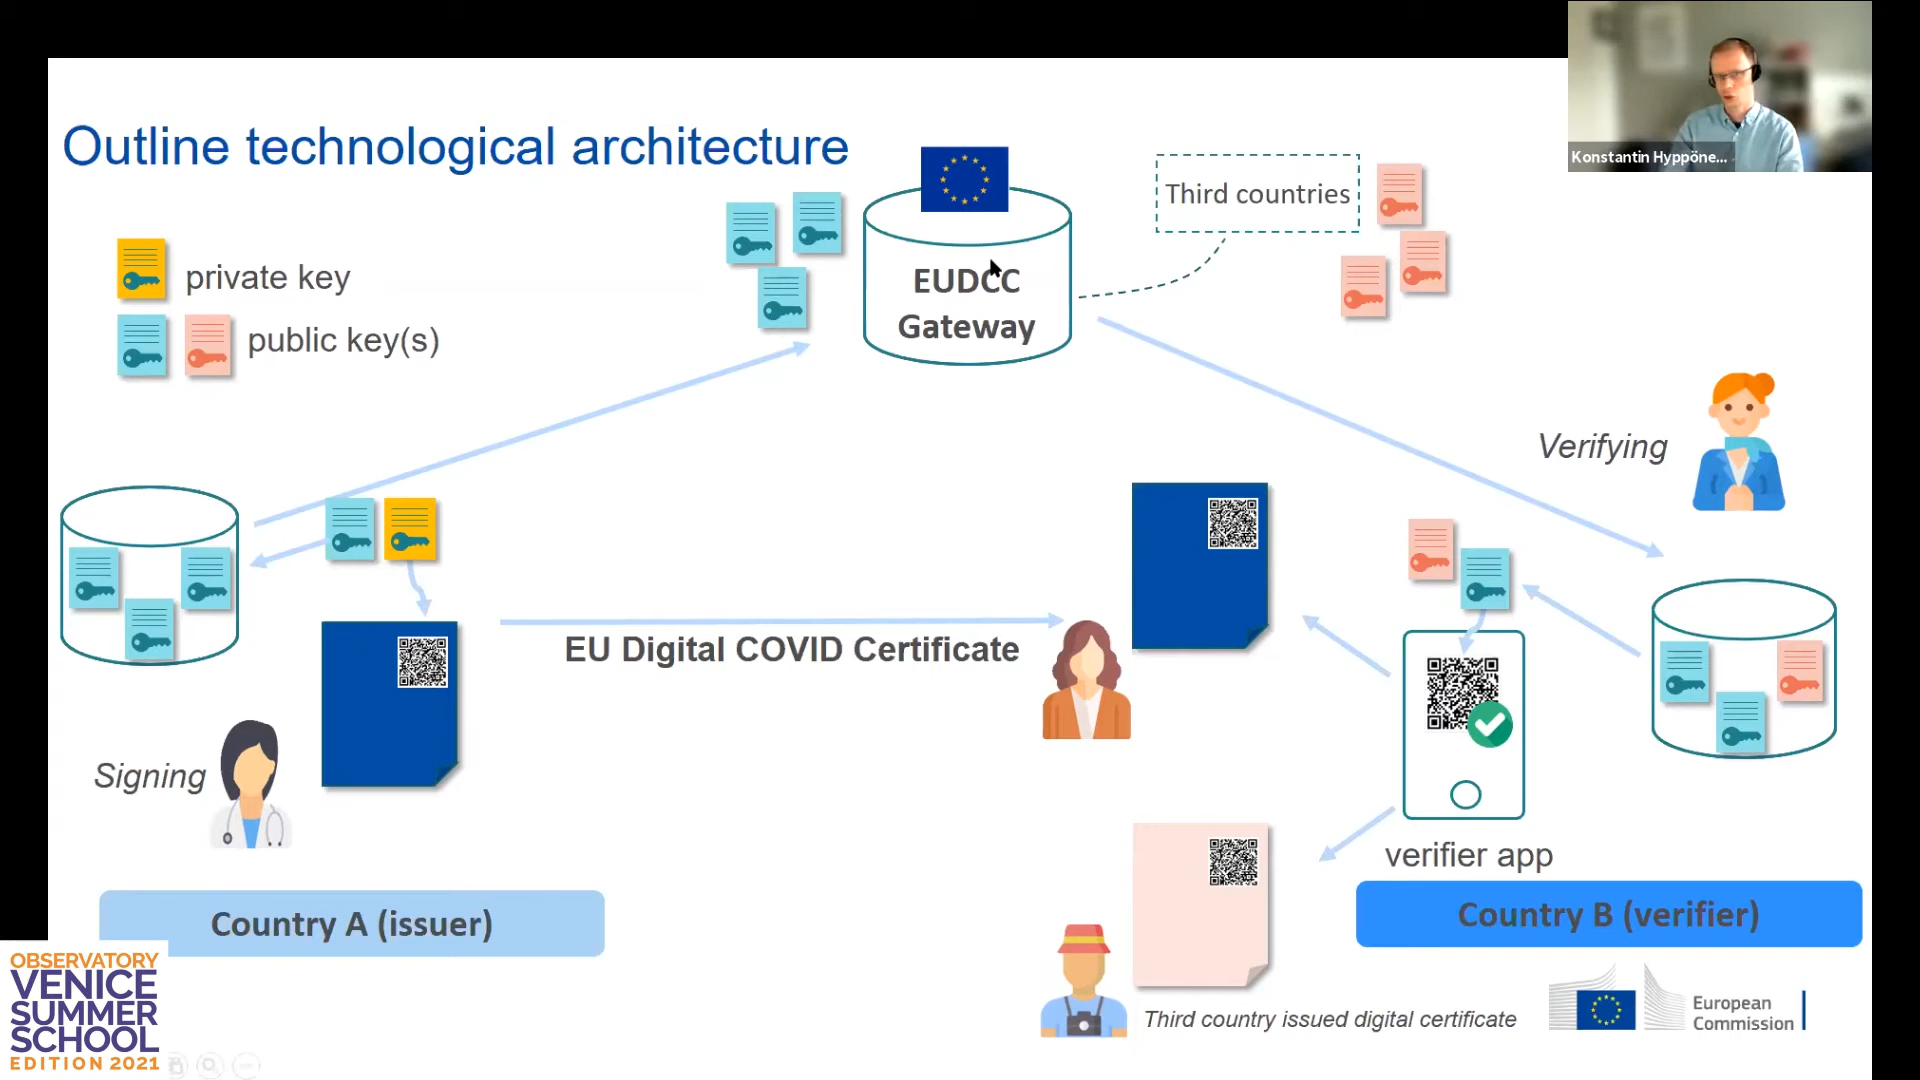 Konstantin Hyppöne...
Outline technological architecture
Third countries
private key
public key(s)
EUDCC
Gateway
Verifying
EU Digital COVID Certificate
Signing
verifier app
Country A (issuer)
Country B (verifier)
Third country issued digital certificate
European
Commission
OBSERVATORY
VENICE
SUMMER
SCHOOL
EDITION 2021